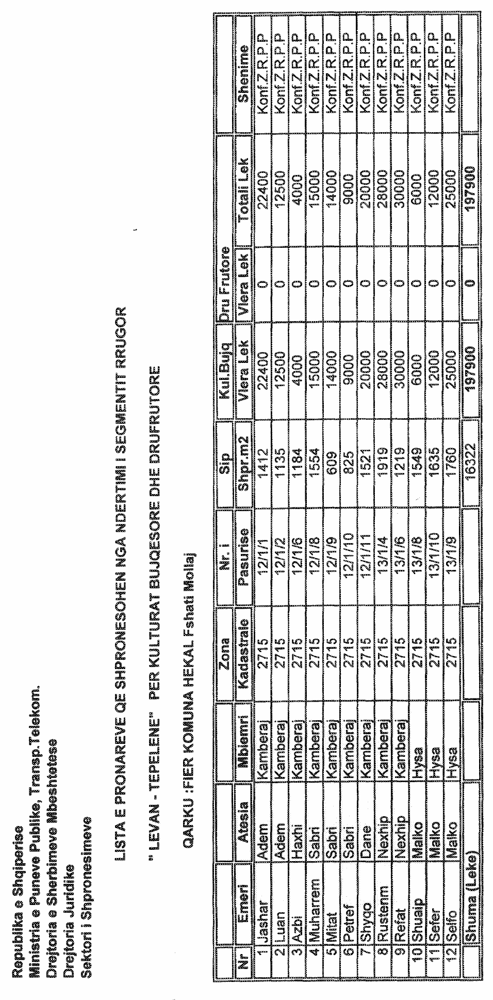 Republika e Shqiperise
Ministria e Puneve Publike, Transp.Telekom.
Drejtoria e Sherbimeve Mbeshtetese
Drejtoria Juridike
Sektori i Shpronesimeve
LISTA E PRONAREVE QE SHPRONESOHEN NGA NDERTIMI I SEGMENTIT RRUGOR
" LEVAN - TEPELENE" PER KULTURAT BUJQESORE DHE DRUFRUTORE
QARKU :FIER KOMUNA HEKAL Fshati Mollaj
Zona Nr. i Sip Kul.Bujq Dru Frutore
Nr Emeri Atesia Mbiemri Kadastrale Pasurise Shpr.m2 Vlera Lek Vlera Lek Totali Lek Shenime
1 Jashar Adem Kamberaj 2715 12/1/1 1412 22400 0 22400 Konf.Z.R.P.P
2 Luan Adem Kamberaj 2715 12/1/2 1135 12500 0 12500 Konf.Z.R.P.P
3 Azbi Haxhi Kamberaj 2715 12/1/6 1184 4000 0 4000 Konf.Z.R.P.P
4 Muharrem Sabri Kamberaj 2715 12/1/8 1554 15000 0 15000 Konf.Z.R.P.P
5 Mitat Sabri Kamberaj 2715 12/1/9 609 14000 0 14000 Konf.Z.R.P.P
6 Petref Sabri Kamberaj 2715 12/1/10 825 9000 0 9000 Konf.Z.R.P.P
7 Shyqo Dane Kamberaj 2715 12/1/11 1521 20000 0 20000 Konf.Z.R.P.P
8 Rustenm Nexhip Kamberaj 2715 13/1/4 1919 28000 0 28000 Konf.Z.R.P.P
9 Refat Nexhip Kamberaj 2715 13/1/6 1219 30000 0 30000 Konf.Z.R.P.P
10 Shuaip Malko Hysa 2715 13/1/8 1549 6000 0 6000 Konf.Z.R.P.P
11 Sefer Malko Hysa 2715 13/1/10 1635 12000 0 12000 Konf.Z.R.P.P
12 Selfo Malko Hysa 2715 13/1/9 1760 25000 0 25000 Konf.Z.R.P.P
Shuma (Leke) 16322 197900 0 197900